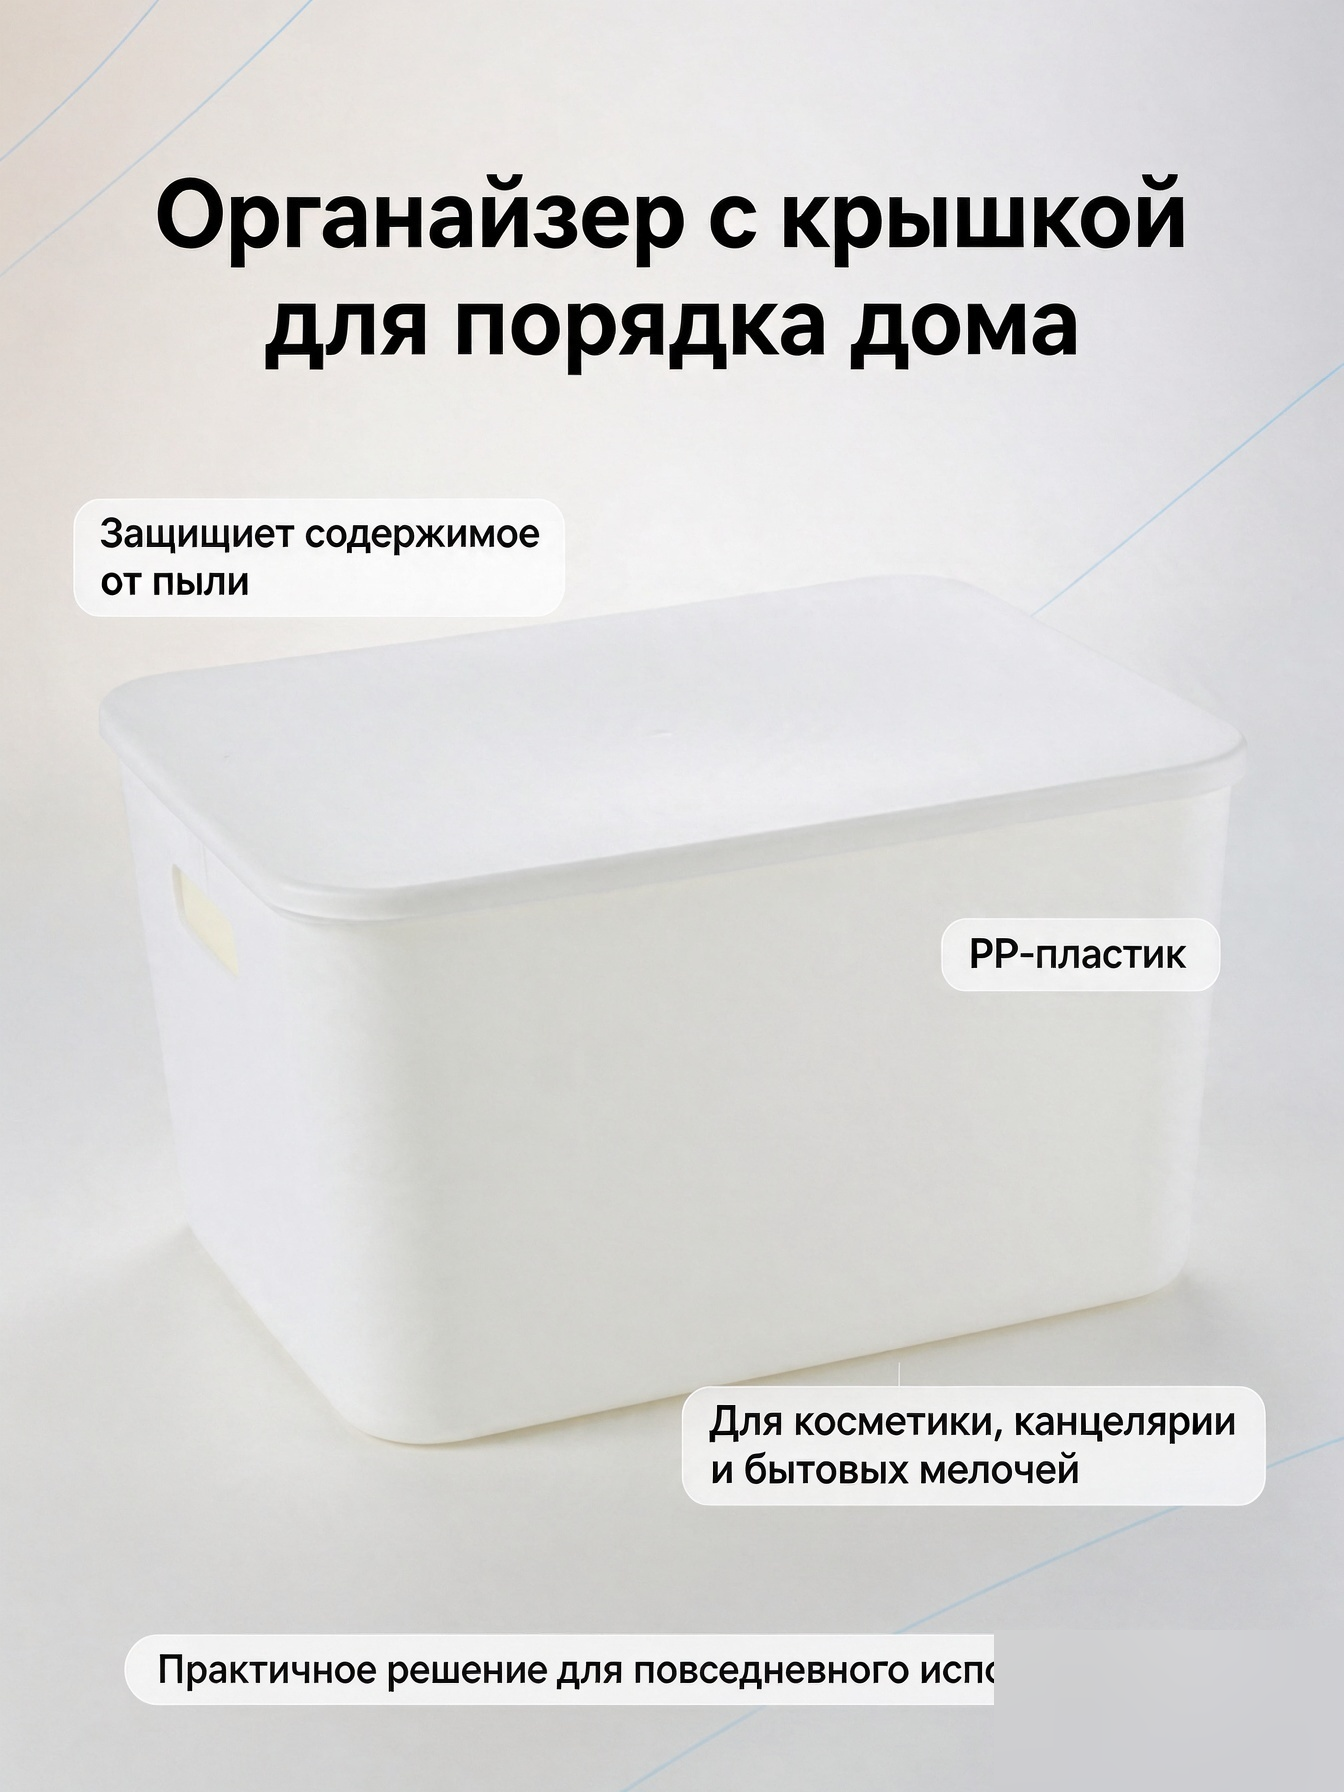 Органайзер с крышкой
для порядка дома
Защищиет содержимое
от пыли
PP-пластик
Для косметики, канцелярии
и бытовых мелочей
Практичное решение для повседневного